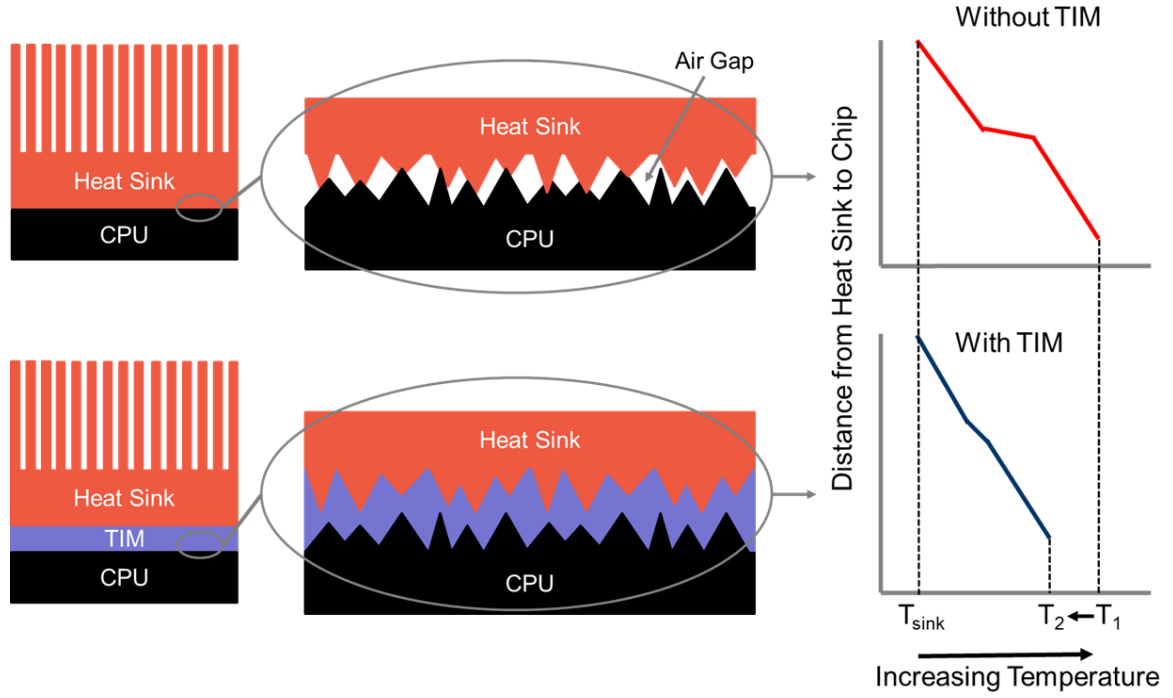 Without TIM
Air Gap
Heat Sink
Heat Sink
CPU
CPU
Distance from Heat Sink to Chip
With TIM
Heat Sink
Heat Sink
TIM
CPU
CPU
Tsink
T2
T1
Increasing Temperature